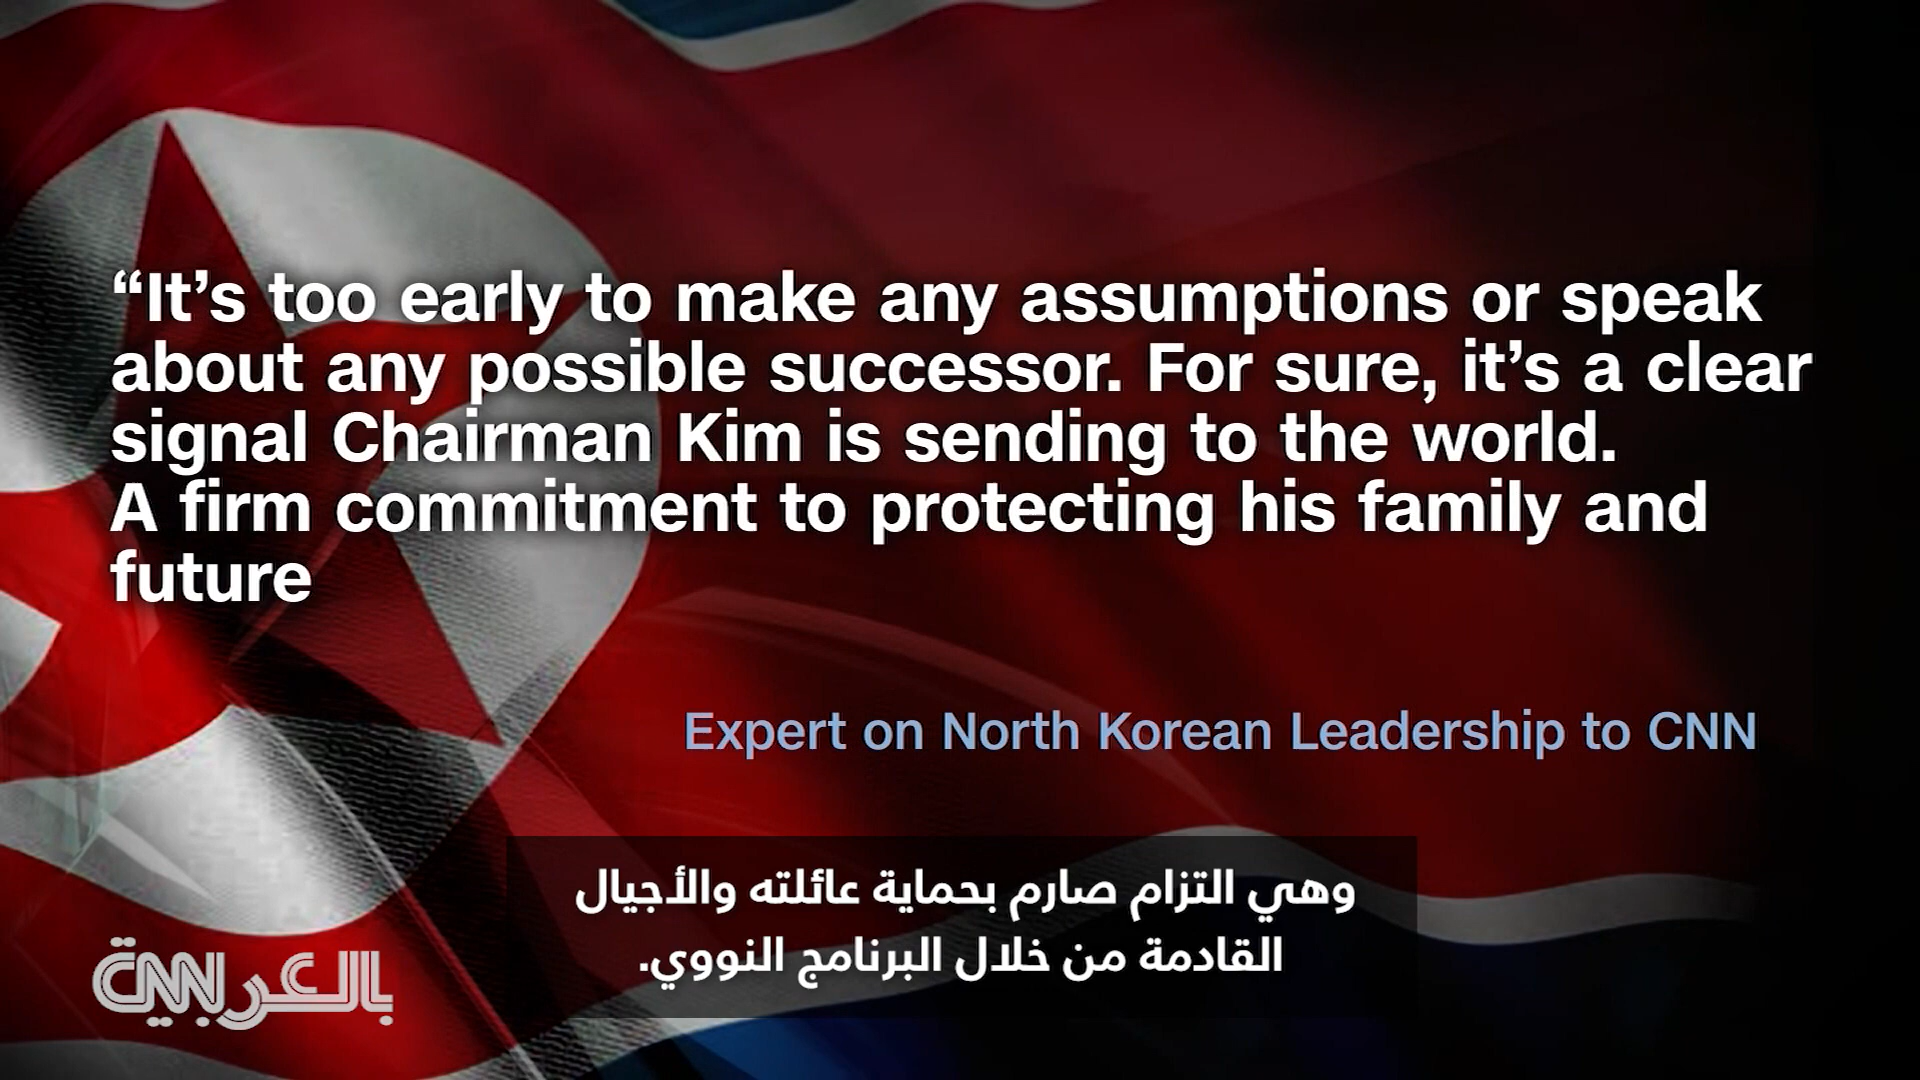 “It’s too early to make any assumptions or speak
about any possible successor. For sure, it’s a clear
signal Chairman Kim is sending to the world.
A firm commitment to protecting his family and
future
Expert on North Korean Leadership to CNN
وهي التزام صارم بحماية عائلته والأجيال
القادمة من خلال البرنامج النووي.
CNN بالعربية